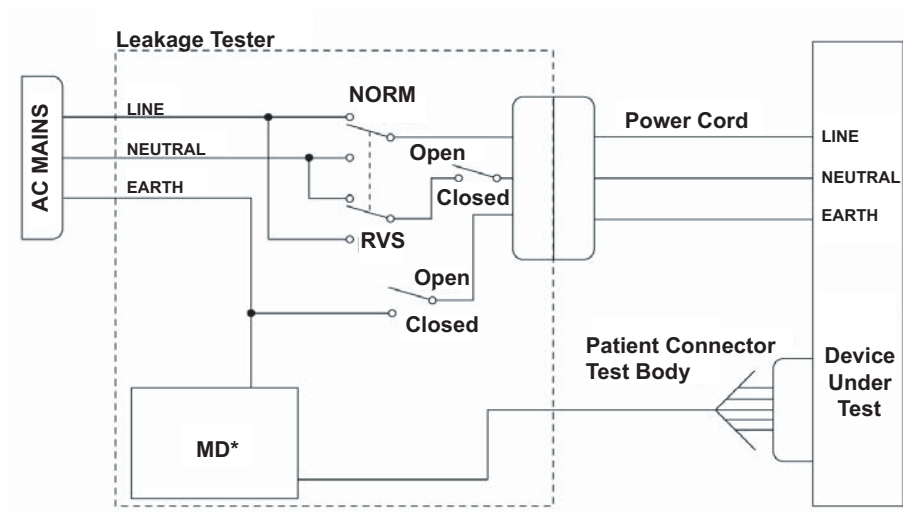 Leakage Tester
AC MAINS
LINE
NEUTRAL
EARTH
NORM
RVS
Open
Closed
Open
Closed
MD*
Power Cord
LINE
NEUTRAL
EARTH
Patient Connector
Test Body
Device
Under
Test